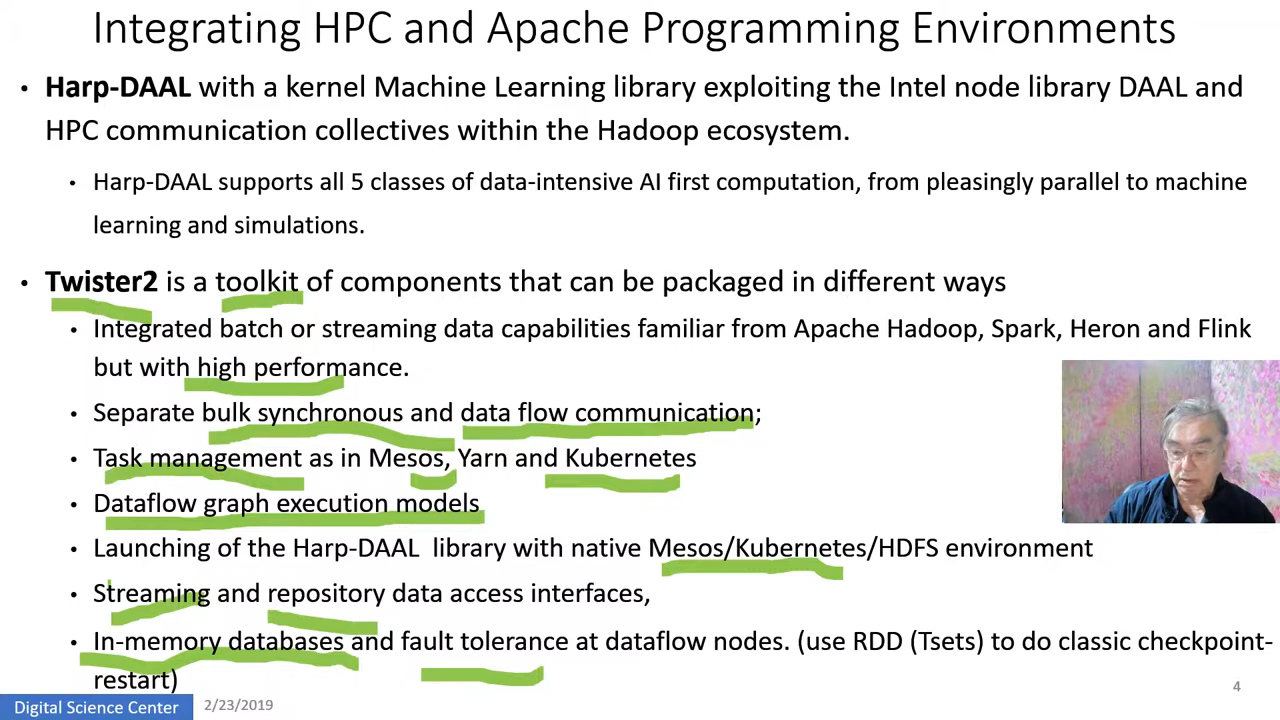 Integrating HPC and Apache Programming Environments
• Harp-DAAL with a kernel Machine Learning library exploiting the Intel node library DAAL and
HPC communication collectives within the Hadoop ecosystem.
• Harp-DAAL supports all 5 classes of data-intensive AI first computation, from pleasingly parallel to machine
learning and simulations.
• Twister2 is a toolkit of components that can be packaged in different ways
• Integrated batch or streaming data capabilities familiar from Apache Hadoop, Spark, Heron and Flink
but with high performance.
• Separate bulk synchronous and data flow communication;
• Task management as in Mesos, Yarn and Kubernetes
• Dataflow graph execution models
• Launching of the Harp-DAAL library with native Mesos/Kubernetes/HDFS environment
• Streaming and repository data access interfaces,
• In-memory databases and fault tolerance at dataflow nodes. (use RDD (Tsets) to do classic checkpoint-
restart)
Digital Science Center
2/23/2019
4